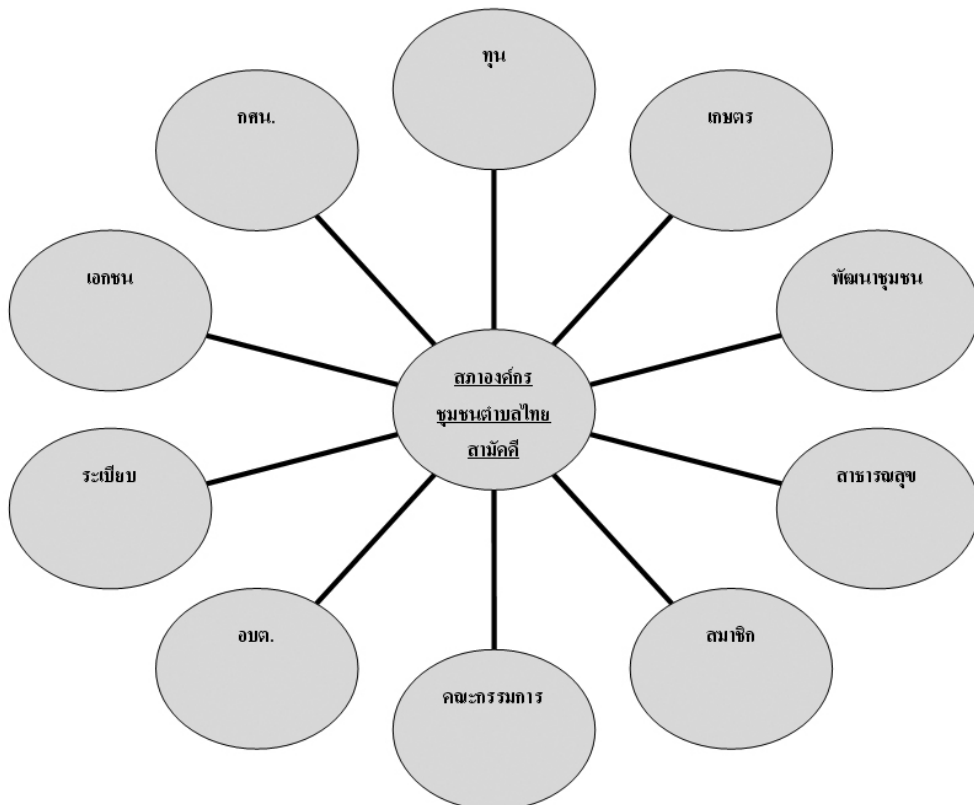 ทุน
กศน.
เกษตร
เอกชน
พัฒนาชุมชน
สภาองค์กร
ชุมชนตำบลไทย
สามัคคี
ระเบียบ
สาธารณสุข
อบต.
สมาชิก
คณะกรรมการ